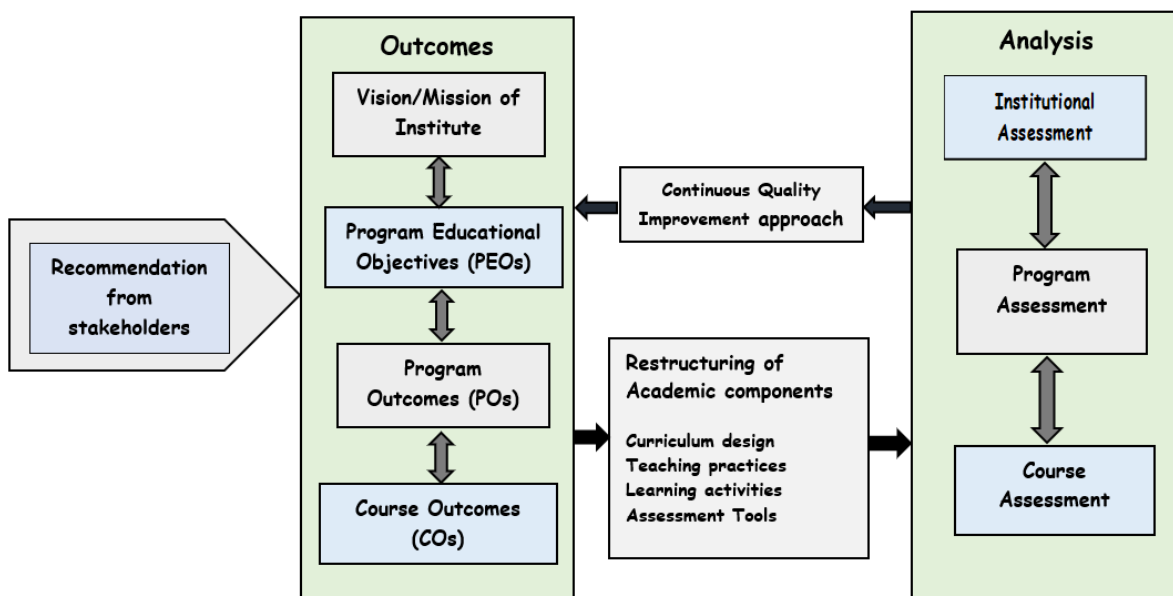 Recommendation
from
stakeholders
Outcomes
Vision/Mission of
Institute
Program Educational
Objectives (PEOs)
Program
Outcomes (POs)
Course Outcomes
(COs)
Continuous Quality
Improvement approach
Restructuring of
Academic components
Curriculum design
Teaching practices
Learning activities
Assessment Tools
Analysis
Institutional
Assessment
Program
Assessment
Course
Assessment